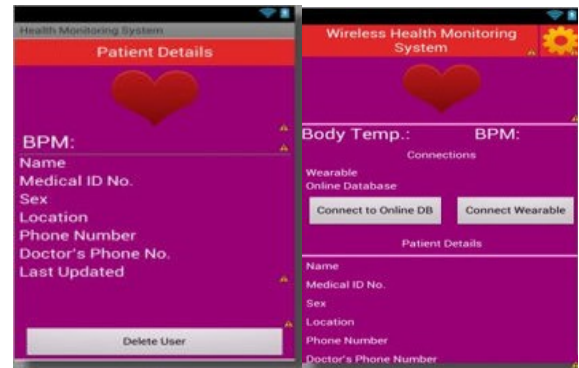 Health Monitoring System
Patient Details
BPM:
Name
Medical ID No.
Sex
Location
Phone Number
Doctor's Phone No.
Last Updated
Delete User
Wireless Health Monitoring
System
Body Temp.: BPM:
Connections
Wearable
Online Database
Connect to Online DB Connect Wearable
Patient Details
Name
Medical ID No.
Sex
Location
Phone Number
Doctor's Phone Number